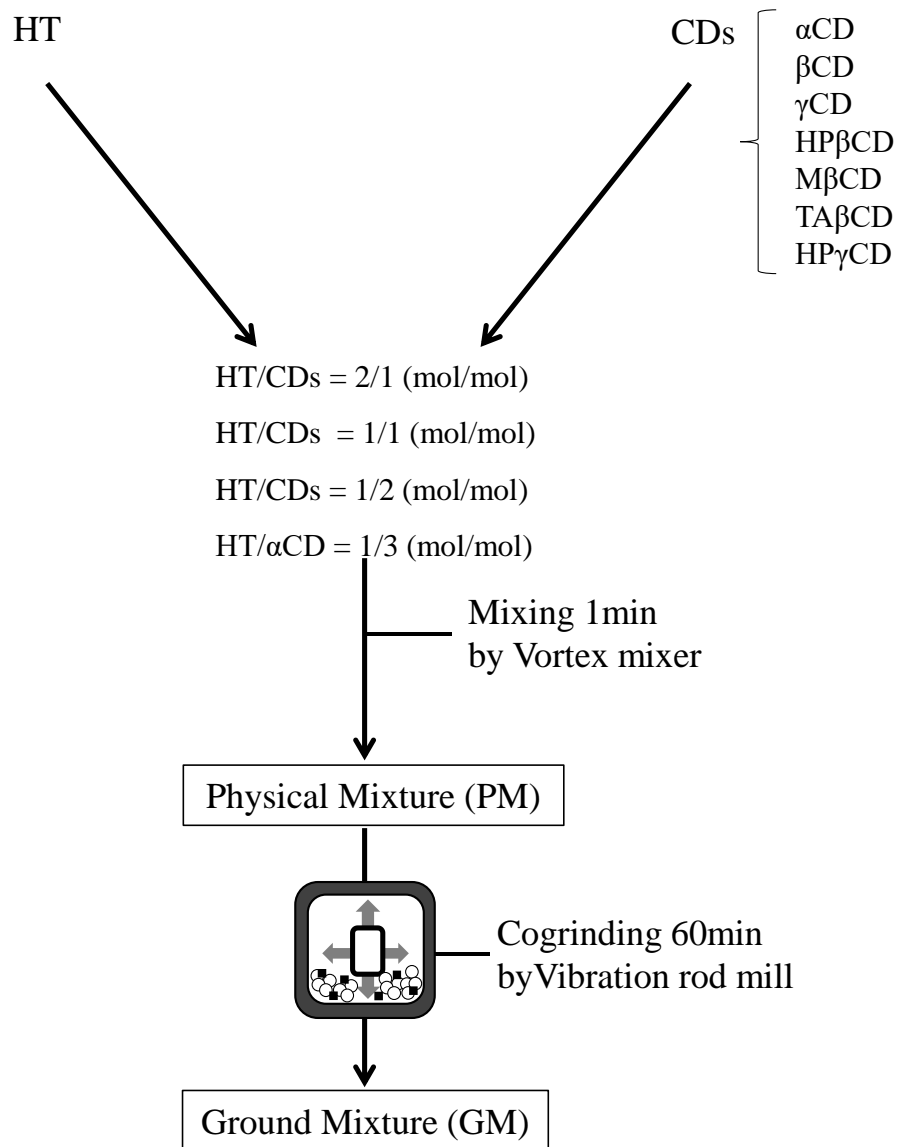 HT
CDs
αCD
βCD
γCD
HPβCD
MβCD
TAβCD
HPγCD
HT/CDs = 2/1 (mol/mol)
HT/CDs = 1/1 (mol/mol)
HT/CDs = 1/2 (mol/mol)
HT/αCD = 1/3 (mol/mol)
Mixing 1min
by Vortex mixer
Physical Mixture (PM)
Cogrinding 60min
byVibration rod mill
Ground Mixture (GM)